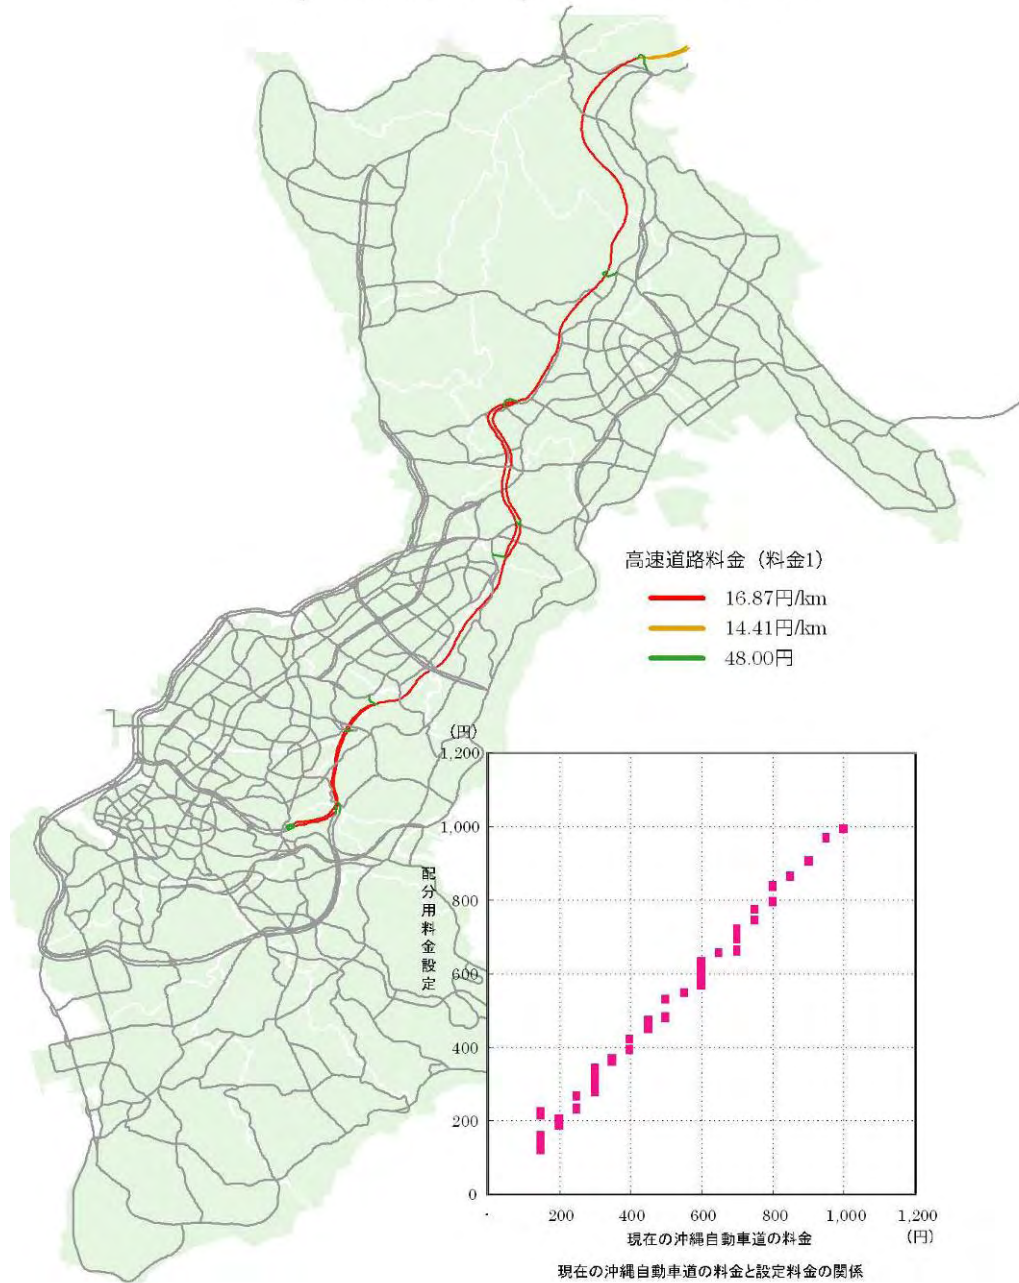 高速道路料金（料金1）
16.87円/km
14.41円/km
48.00円
（円）
1,200
1,000
800
600
400
200
0
配分用料金設定
200 400 600 800 1,000 1,200
現在の沖縄自動車道の料金 （円）
現在の沖縄自動車道の料金と設定料金の関係